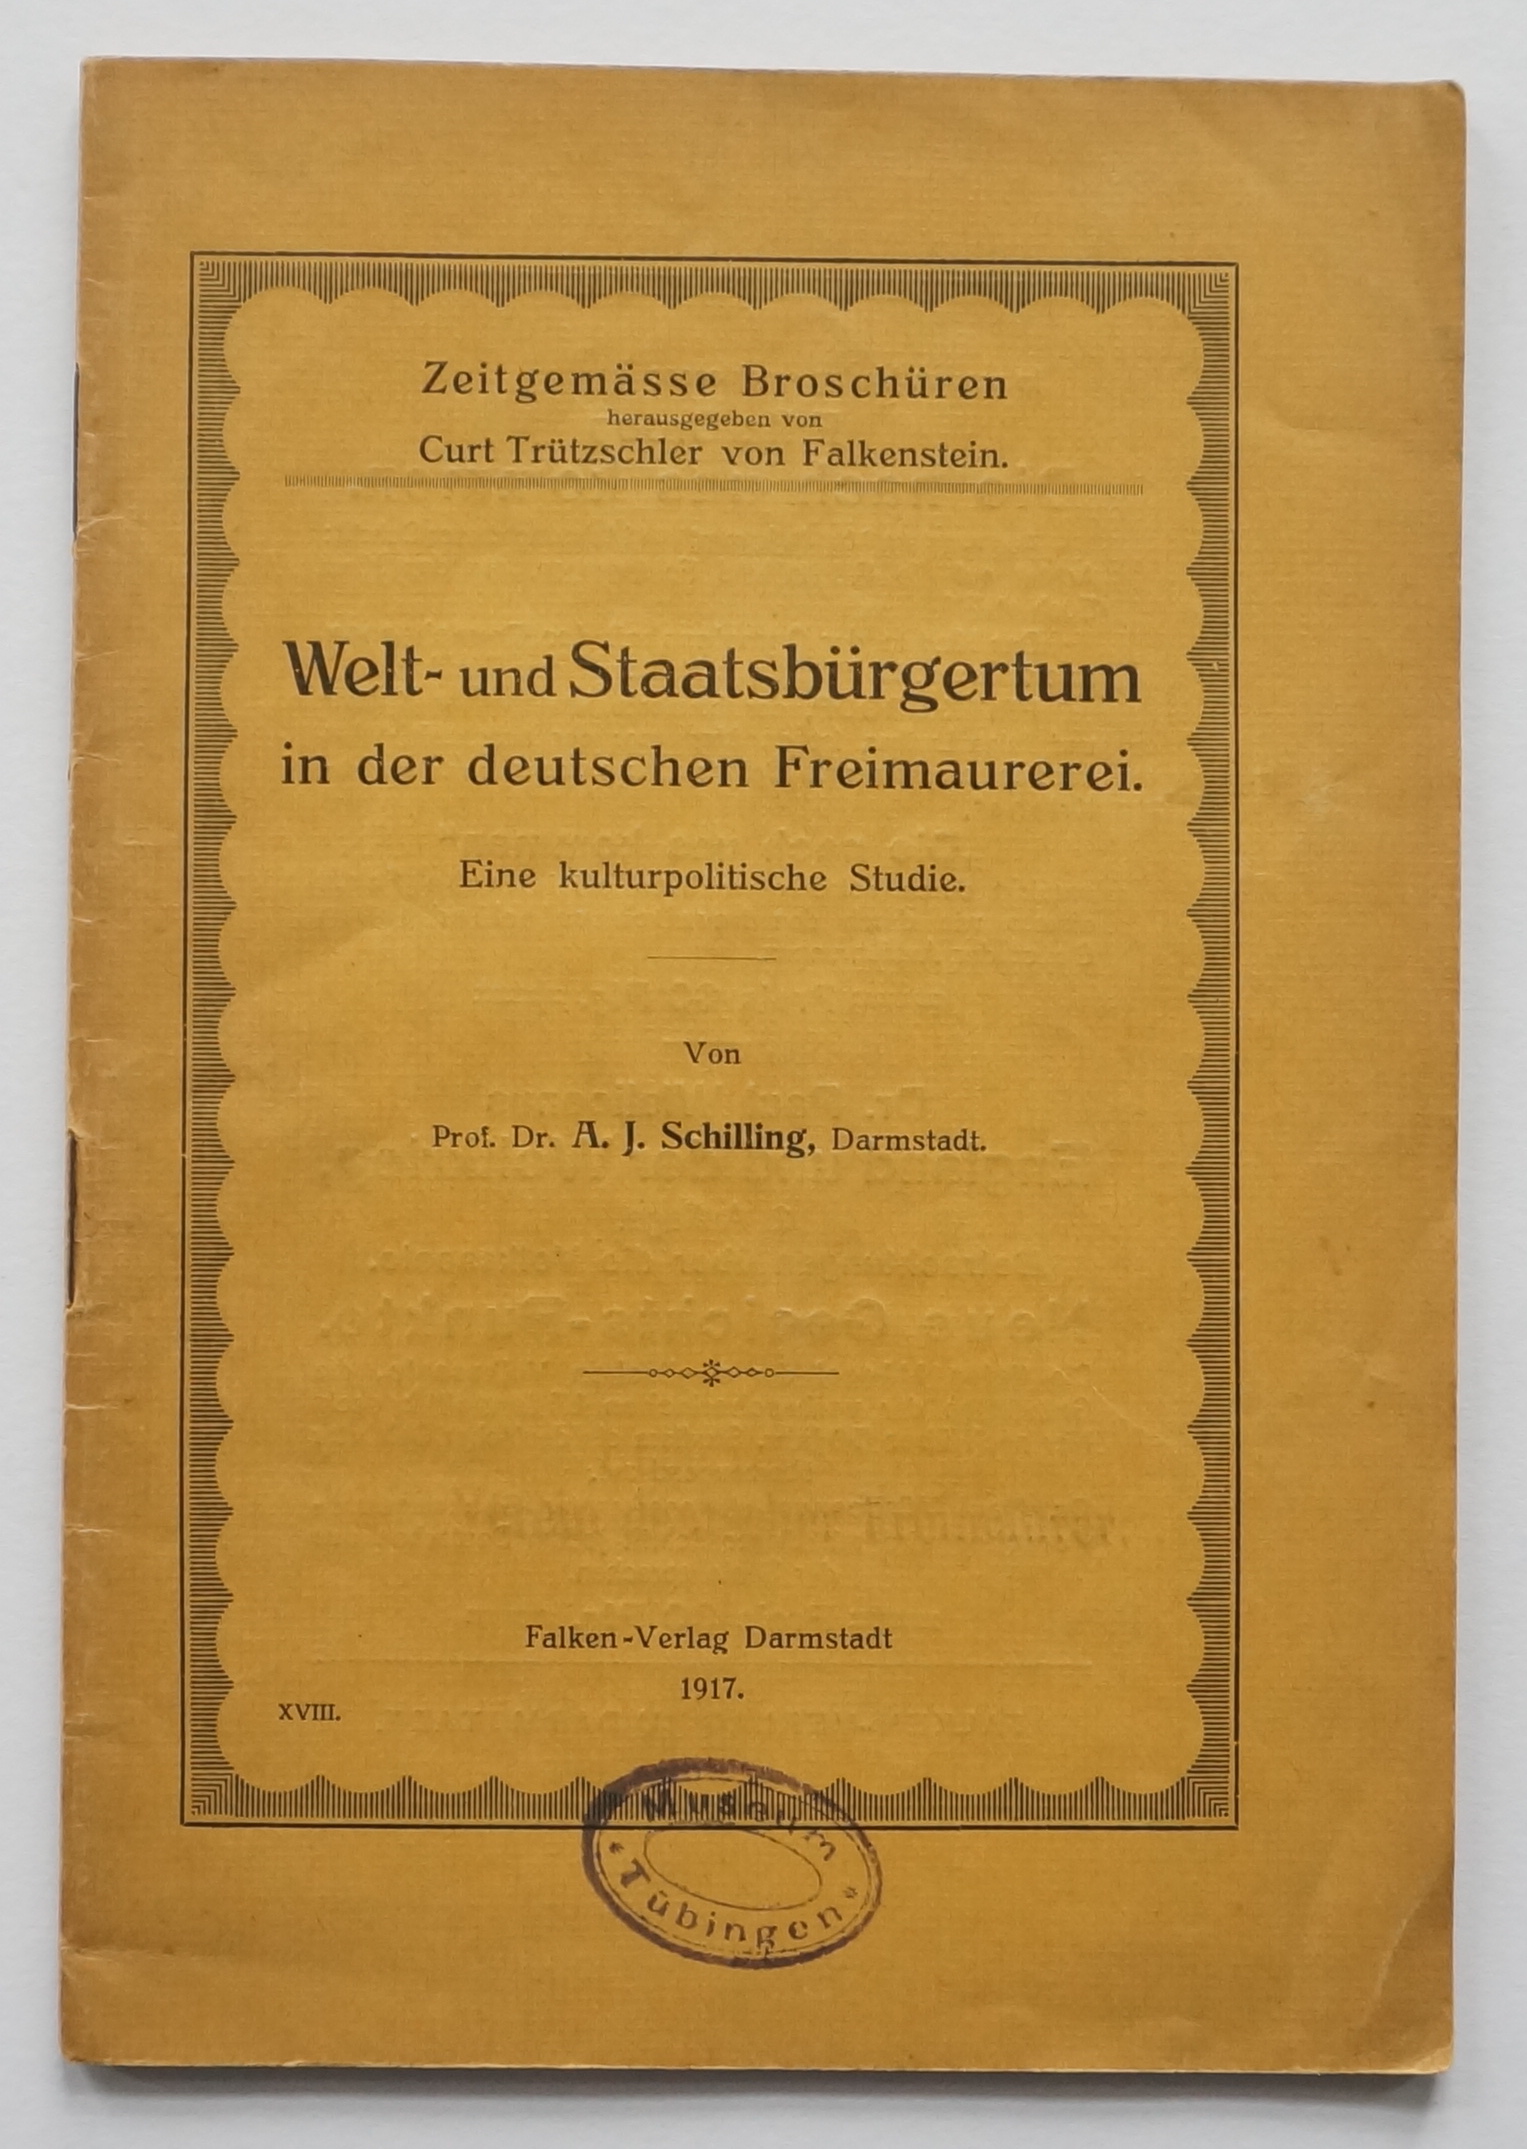 Zeitgemässe Broschüren
herausgegeben von
Curt Trützschler von Falkenstein.
Welt- und Staatsbürgertum
in der deutschen Freimaurerei.
Eine kulturpolitische Studie.
Von
Prof. Dr. A. J. Schilling, Darmstadt.
Falken-Verlag Darmstadt
1917.
XVIII.
Museum
* Tübingen *